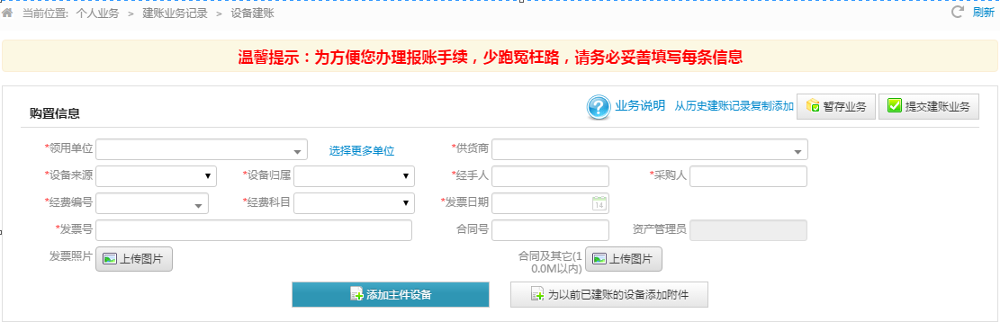 当前位置: 个人业务 > 建账业务记录 > 设备建账 刷新
温馨提示：为方便您办理报账手续，少跑冤枉路，请务必妥善填写每条信息
购置信息 业务说明 从历史建账记录复制添加 暂存业务 提交建账业务
*领用单位 选择更多单位 *供货商
*设备来源 *设备归属 *经手人 *采购人
*经费编号 *经费科目 *发票日期 14
*发票号 合同号 资产管理员
发票照片 上传图片 合同及其它(1
0.0M以内) 上传图片
添加主件设备 为以前已建账的设备添加附件